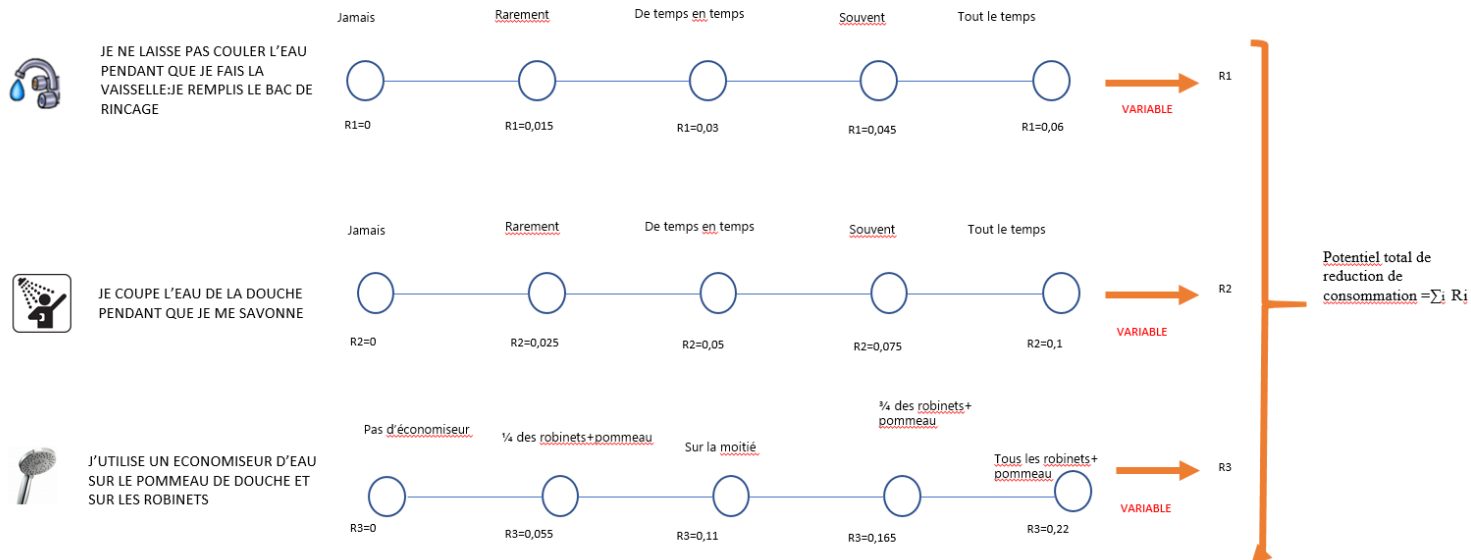 Jamais
Rarement
De temps en temps
Souvent
Tout le temps
JE NE LAISSE PAS COULER L’EAU
PENDANT QUE JE FAIS LA
VAISSELLE:JE REMPLIS LE BAC DE
RINCAGE
R1=0
R1=0,015
R1=0,03
R1=0,045
R1=0,06
VARIABLE
R1
Jamais
Rarement
De temps en temps
Souvent
Tout le temps
JE COUPE L’EAU DE LA DOUCHE
PENDANT QUE JE ME SAVONNE
R2=0
R2=0,025
R2=0,05
R2=0,075
R2=0,1
VARIABLE
R2
Potentiel total de
reduction de
consommation =∑i Ri
Pas d’économiseur
¼ des robinets+pommeau
Sur la moitié
¾ des robinets+
pommeau
Tous les robinets+
pommeau
J’UTILISE UN ECONOMISEUR D’EAU
SUR LE POMMEAU DE DOUCHE ET
SUR LES ROBINETS
R3=0
R3=0,055
R3=0,11
R3=0,165
R3=0,22
VARIABLE
R3